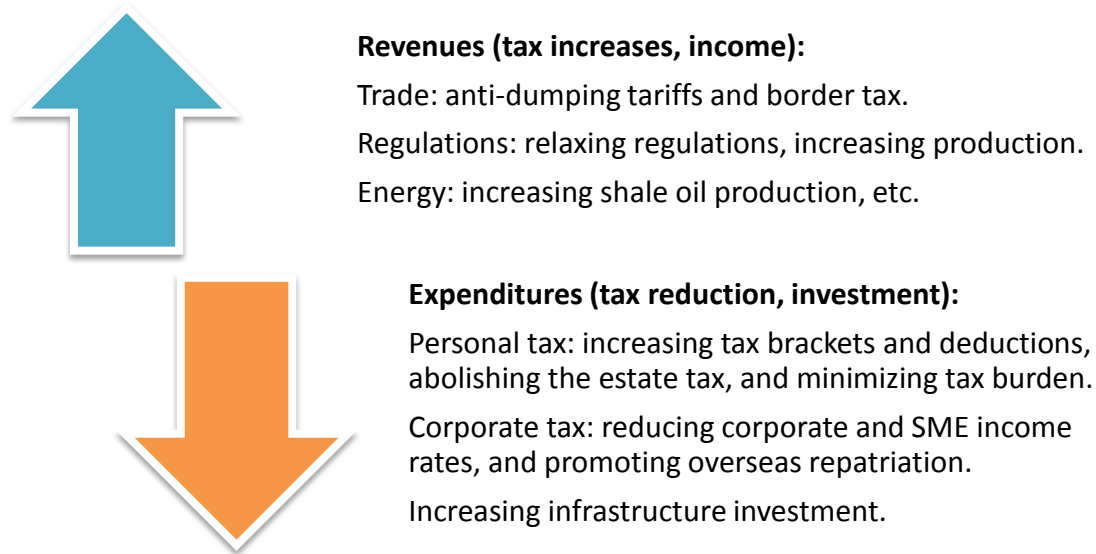 Revenues (tax increases, income):
Trade: anti-dumping tariffs and border tax.
Regulations: relaxing regulations, increasing production.
Energy: increasing shale oil production, etc.
Expenditures (tax reduction, investment):
Personal tax: increasing tax brackets and deductions,
abolishing the estate tax, and minimizing tax burden.
Corporate tax: reducing corporate and SME income
rates, and promoting overseas repatriation.
Increasing infrastructure investment.